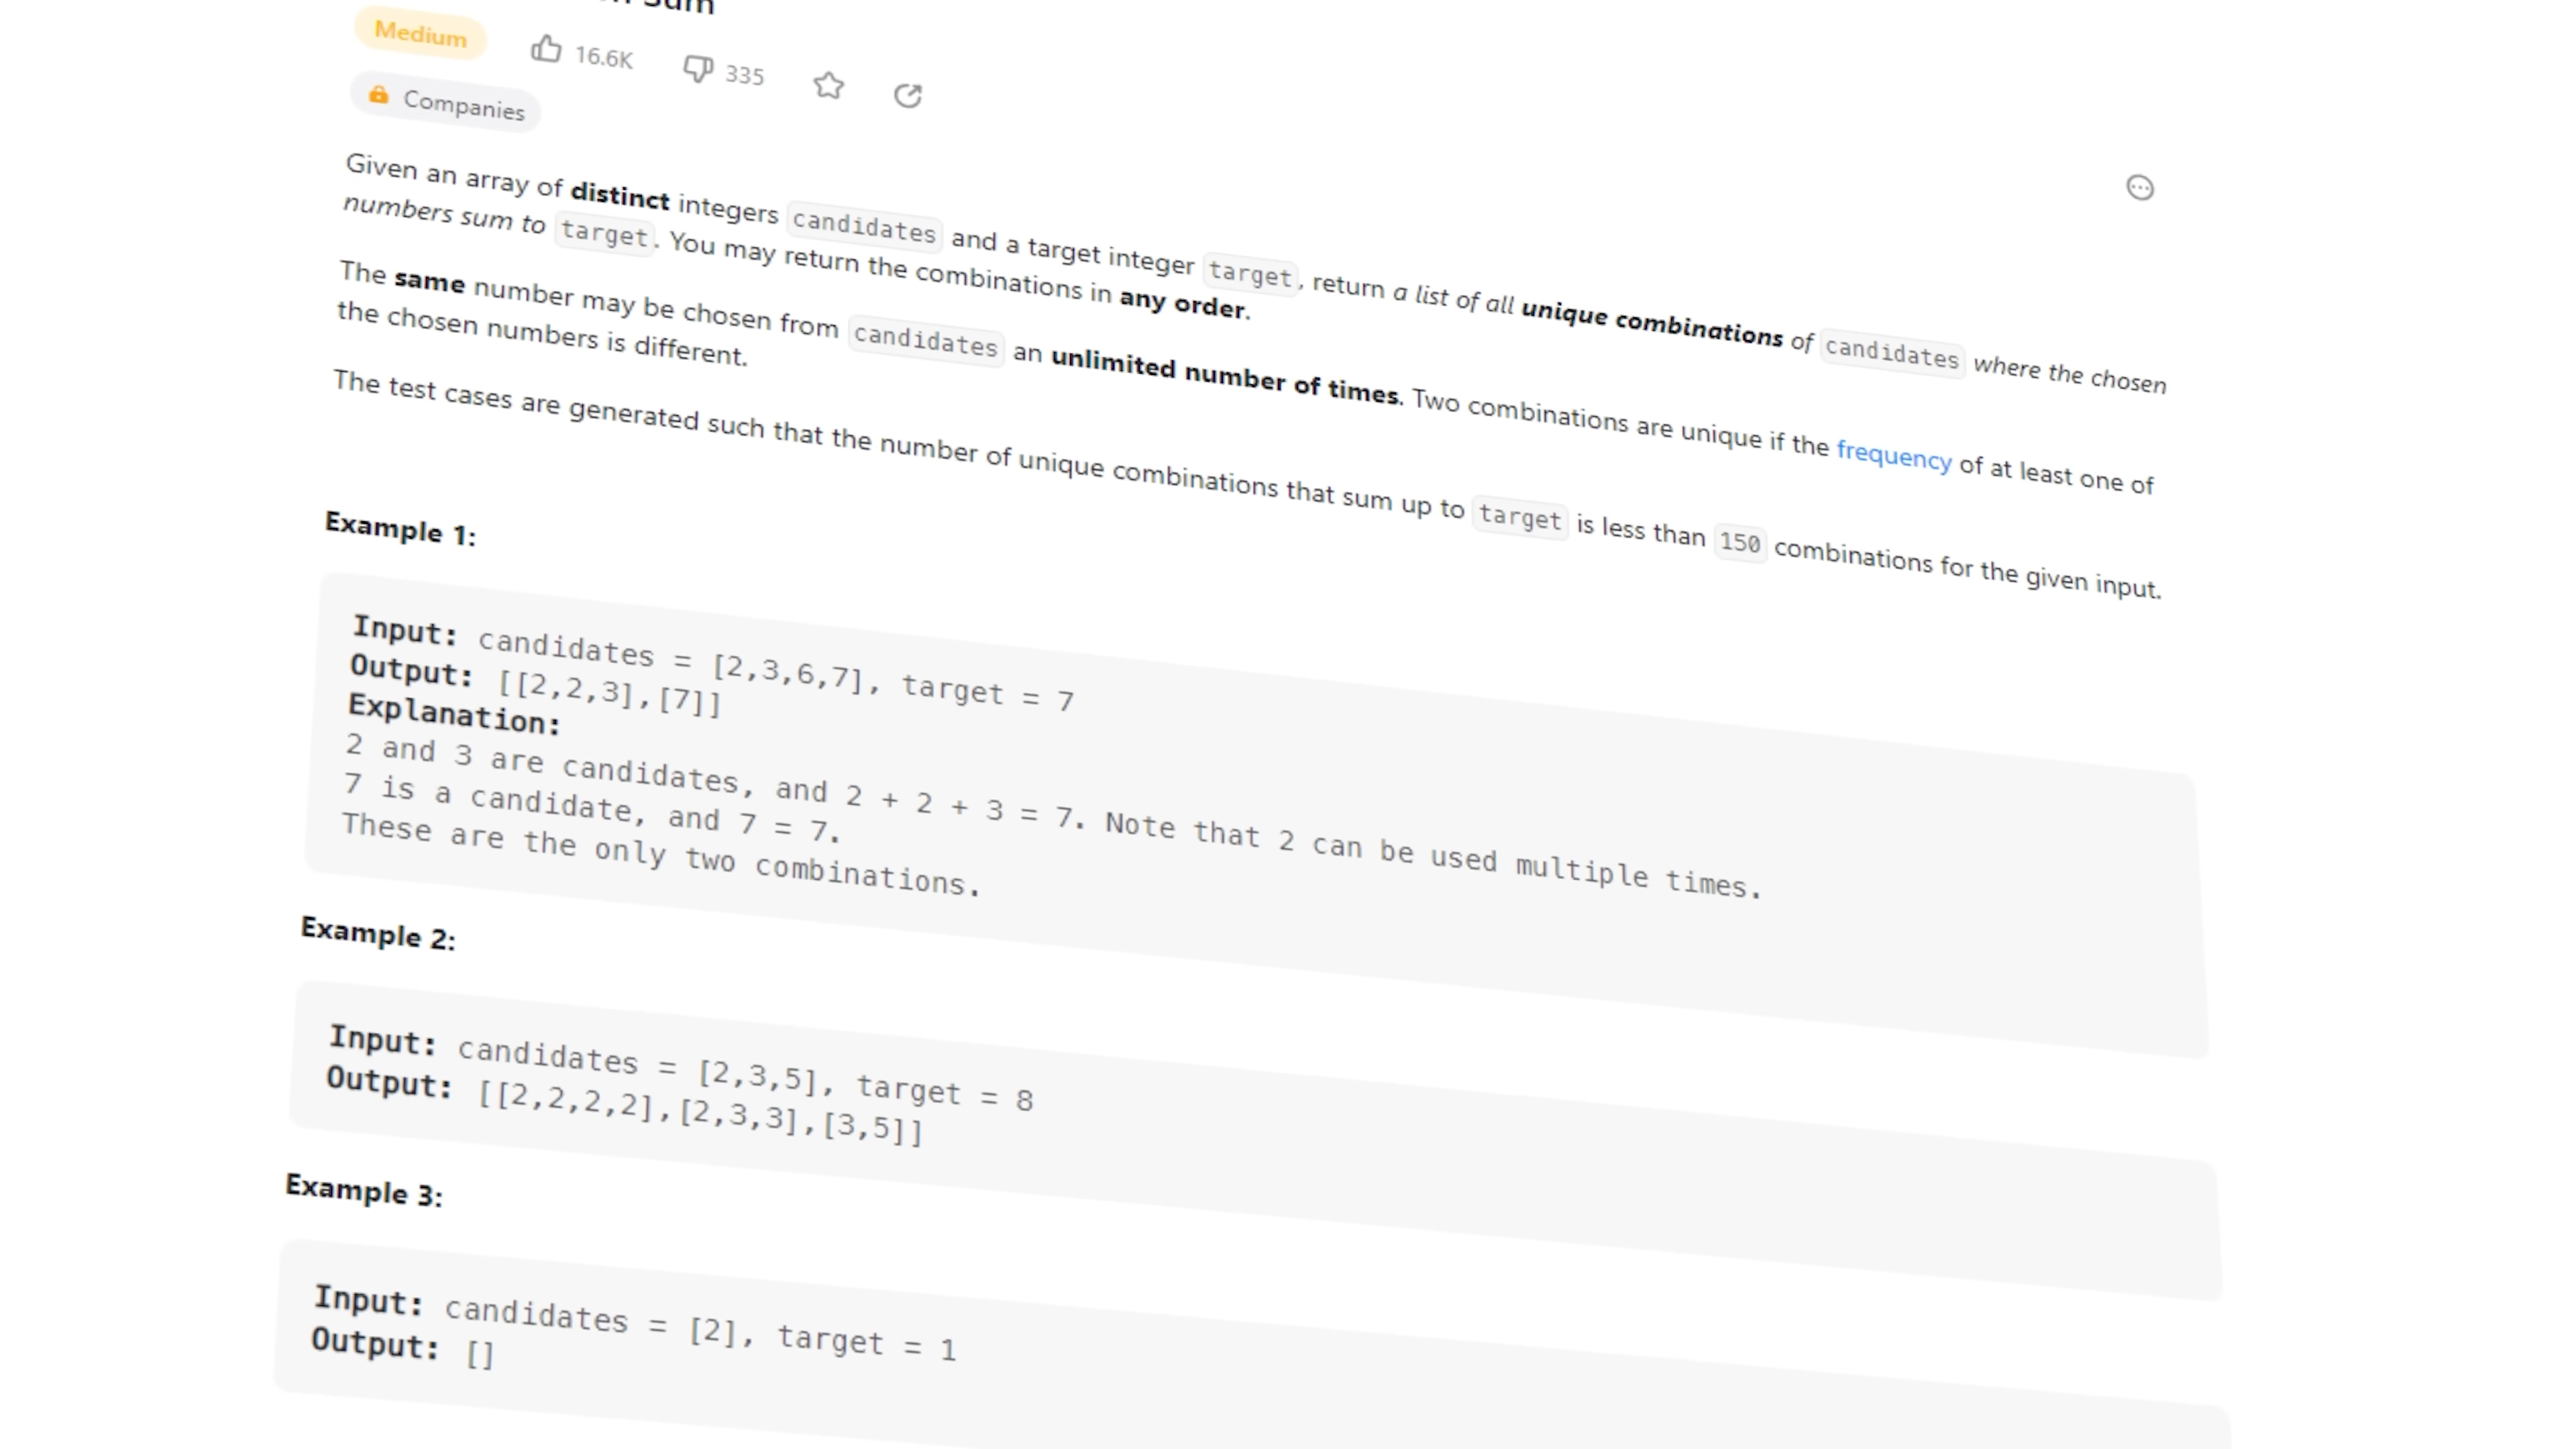 Sum
Medium 16.6K 335
Companies
Given an array of distinct integers candidates and a target integer target, return a list of all unique combinations of candidates where the chosen
numbers sum to target. You may return the combinations in any order.
The same number may be chosen from candidates an unlimited number of times. Two combinations are unique if the frequency of at least one of
the chosen numbers is different.
The test cases are generated such that the number of unique combinations that sum up to target is less than 150 combinations for the given input.
Example 1:
Input: candidates = [2,3,6,7], target = 7
Output: [[2,2,3],[7]]
Explanation:
2 and 3 are candidates, and 2 + 2 + 3 = 7. Note that 2 can be used multiple times.
7 is a candidate, and 7 = 7.
These are the only two combinations.
Example 2:
Input: candidates = [2,3,5], target = 8
Output: [[2,2,2,2],[2,3,3],[3,5]]
Example 3:
Input: candidates = [2], target = 1
Output: []